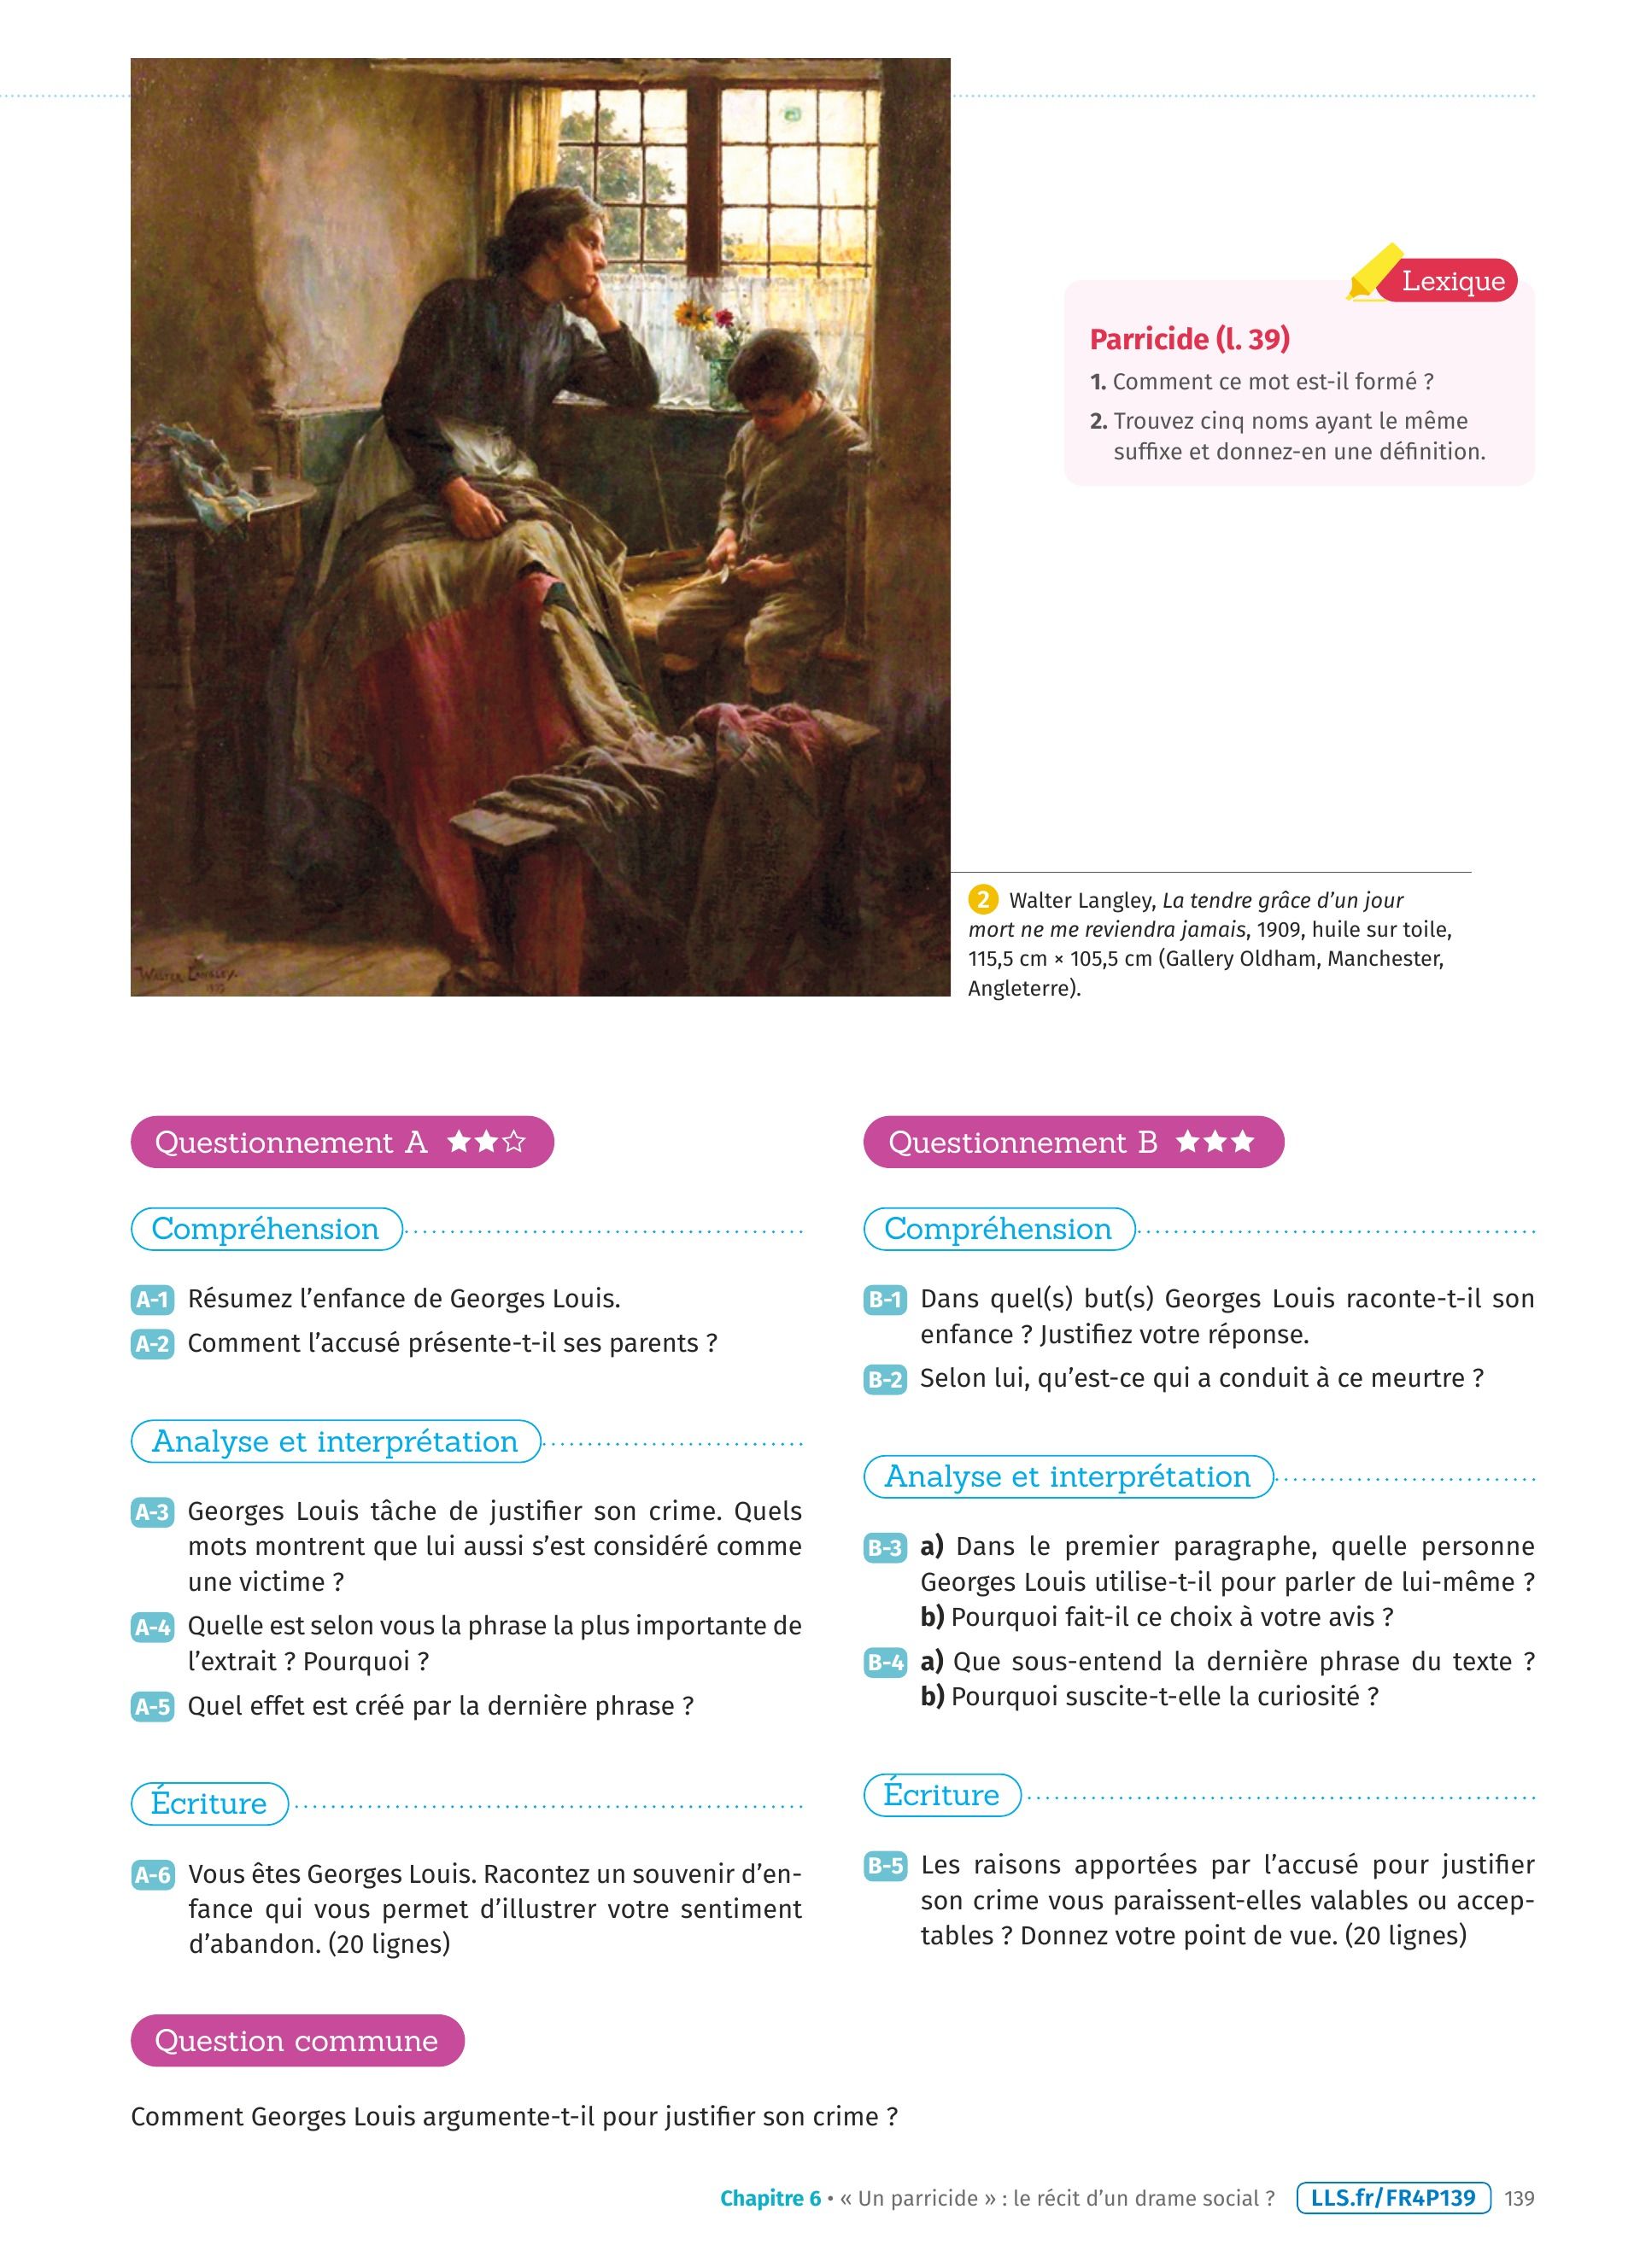 Lexique
Parricide (l. 39)
1. Comment ce mot est-il formé ?
2. Trouvez cinq noms ayant le même
suffixe et donnez-en une définition.
WALTER LANGLEY.
2 Walter Langley, La tendre grâce d’un jour
mort ne me reviendra jamais, 1909, huile sur toile,
115,5 cm × 105,5 cm (Gallery Oldham, Manchester,
Angleterre).
Questionnement A ★★☆
Compréhension
A-1 Résumez l’enfance de Georges Louis.
A-2 Comment l’accusé présente-t-il ses parents ?
Analyse et interprétation
A-3 Georges Louis tâche de justifier son crime. Quels
mots montrent que lui aussi s’est considéré comme
une victime ?
A-4 Quelle est selon vous la phrase la plus importante de
l’extrait ? Pourquoi ?
A-5 Quel effet est créé par la dernière phrase ?
Écriture
A-6 Vous êtes Georges Louis. Racontez un souvenir d’en-
fance qui vous permet d’illustrer votre sentiment
d’abandon. (20 lignes)
Questionnement B ★★★
Compréhension
B-1 Dans quel(s) but(s) Georges Louis raconte-t-il son
enfance ? Justifiez votre réponse.
B-2 Selon lui, qu’est-ce qui a conduit à ce meurtre ?
Analyse et interprétation
B-3 a) Dans le premier paragraphe, quelle personne
Georges Louis utilise-t-il pour parler de lui-même ?
b) Pourquoi fait-il ce choix à votre avis ?
B-4 a) Que sous-entend la dernière phrase du texte ?
b) Pourquoi suscite-t-elle la curiosité ?
Écriture
B-5 Les raisons apportées par l’accusé pour justifier
son crime vous paraissent-elles valables ou accep-
tables ? Donnez votre point de vue. (20 lignes)
Question commune
Comment Georges Louis argumente-t-il pour justifier son crime ?
Chapitre 6 • « Un parricide » : le récit d’un drame social ? LLS.fr/FR4P139 139